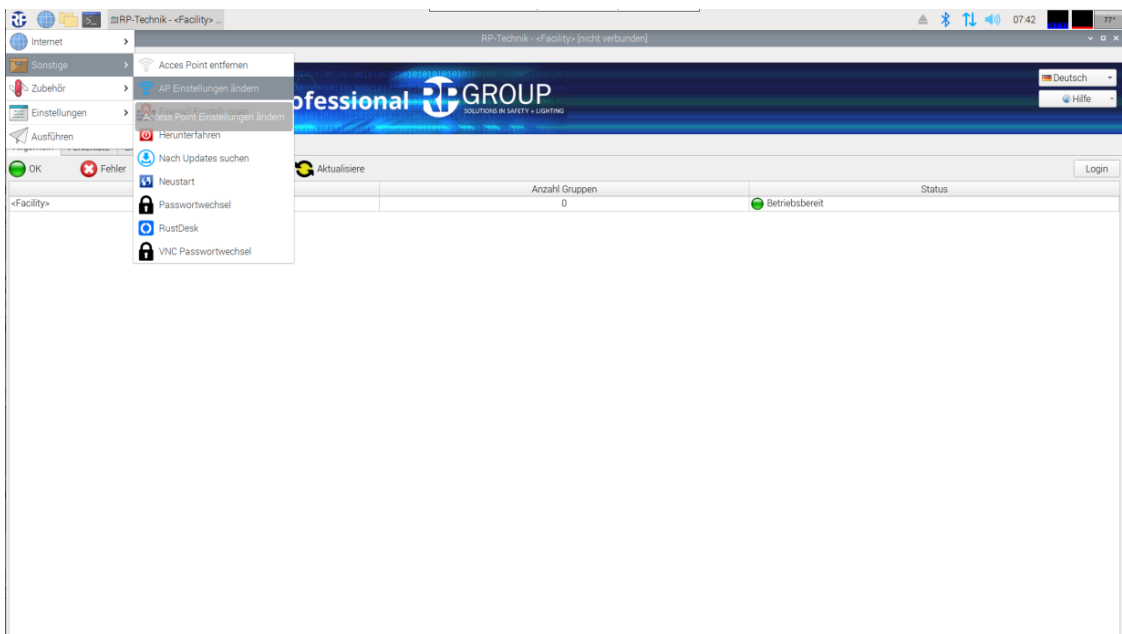 RP-Technik - <Facility> ...
07:42
77°
RP-Technik - <Facility> [nicht verbunden]
Internet
Sonstige
Zubehör
Einstellungen
Ausführen
Acces Point entfernen
AP Einstellungen ändern
Access Point Einstellungen ändern
Herunterfahren
Nach Updates suchen
Neustart
Passwortwechsel
RustDesk
VNC Passwortwechsel
ofessional RP GROUP
SOLUTIONS IN SAFETY + LIGHTING
Deutsch
Hilfe
OK
Fehler
Aktualisiere
Login
Anzahl Gruppen
Status
<Facility>
0
Betriebsbereit